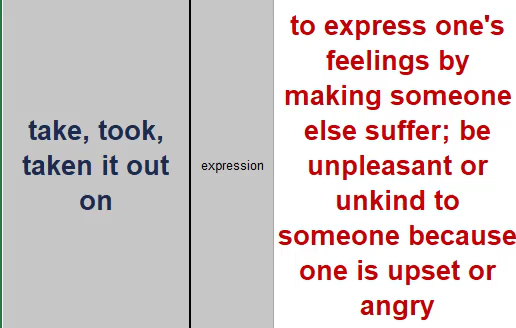 take, took,
taken it out
on
expression
to express one's
feelings by
making someone
else suffer; be
unpleasant or
unkind to
someone because
one is upset or
angry